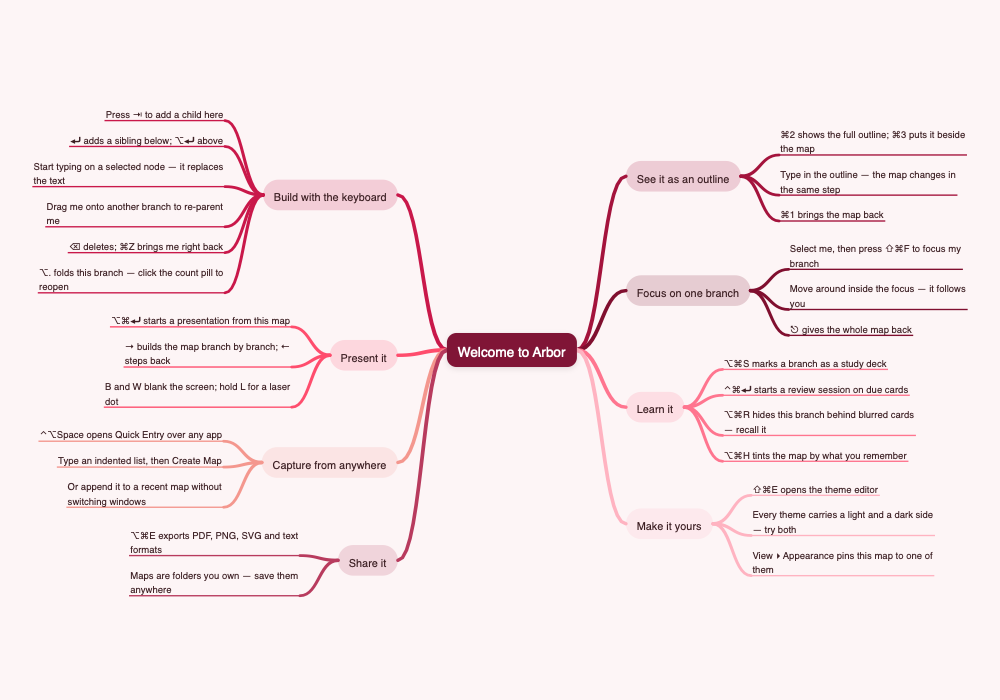 Welcome to Arbor
Build with the keyboard
Press ⇥ to add a child here
↩ adds a sibling below; ⌥↩ above
Start typing on a selected node — it replaces
the text
Drag me onto another branch to re-parent
me
⌫ deletes; ⌘Z brings me right back
⌥. folds this branch — click the count pill to
reopen
Present it
⌥⌘↩ starts a presentation from this map
→ builds the map branch by branch; ←
steps back
B and W blank the screen; hold L for a laser
dot
Capture from anywhere
⌃⌥Space opens Quick Entry over any app
Type an indented list, then Create Map
Or append it to a recent map without
switching windows
Share it
⌥⌘E exports PDF, PNG, SVG and text
formats
Maps are folders you own — save them
anywhere
See it as an outline
⌘2 shows the full outline; ⌘3 puts it beside
the map
Type in the outline — the map changes in
the same step
⌘1 brings the map back
Focus on one branch
Select me, then press ⇧⌘F to focus my
branch
Move around inside the focus — it follows
you
⎋ gives the whole map back
Learn it
⌥⌘S marks a branch as a study deck
⌃⌘↩ starts a review session on due cards
⌥⌘R hides this branch behind blurred cards
— recall it
⌥⌘H tints the map by what you remember
Make it yours
⇧⌘E opens the theme editor
Every theme carries a light and a dark side
— try both
View ▸ Appearance pins this map to one of
them